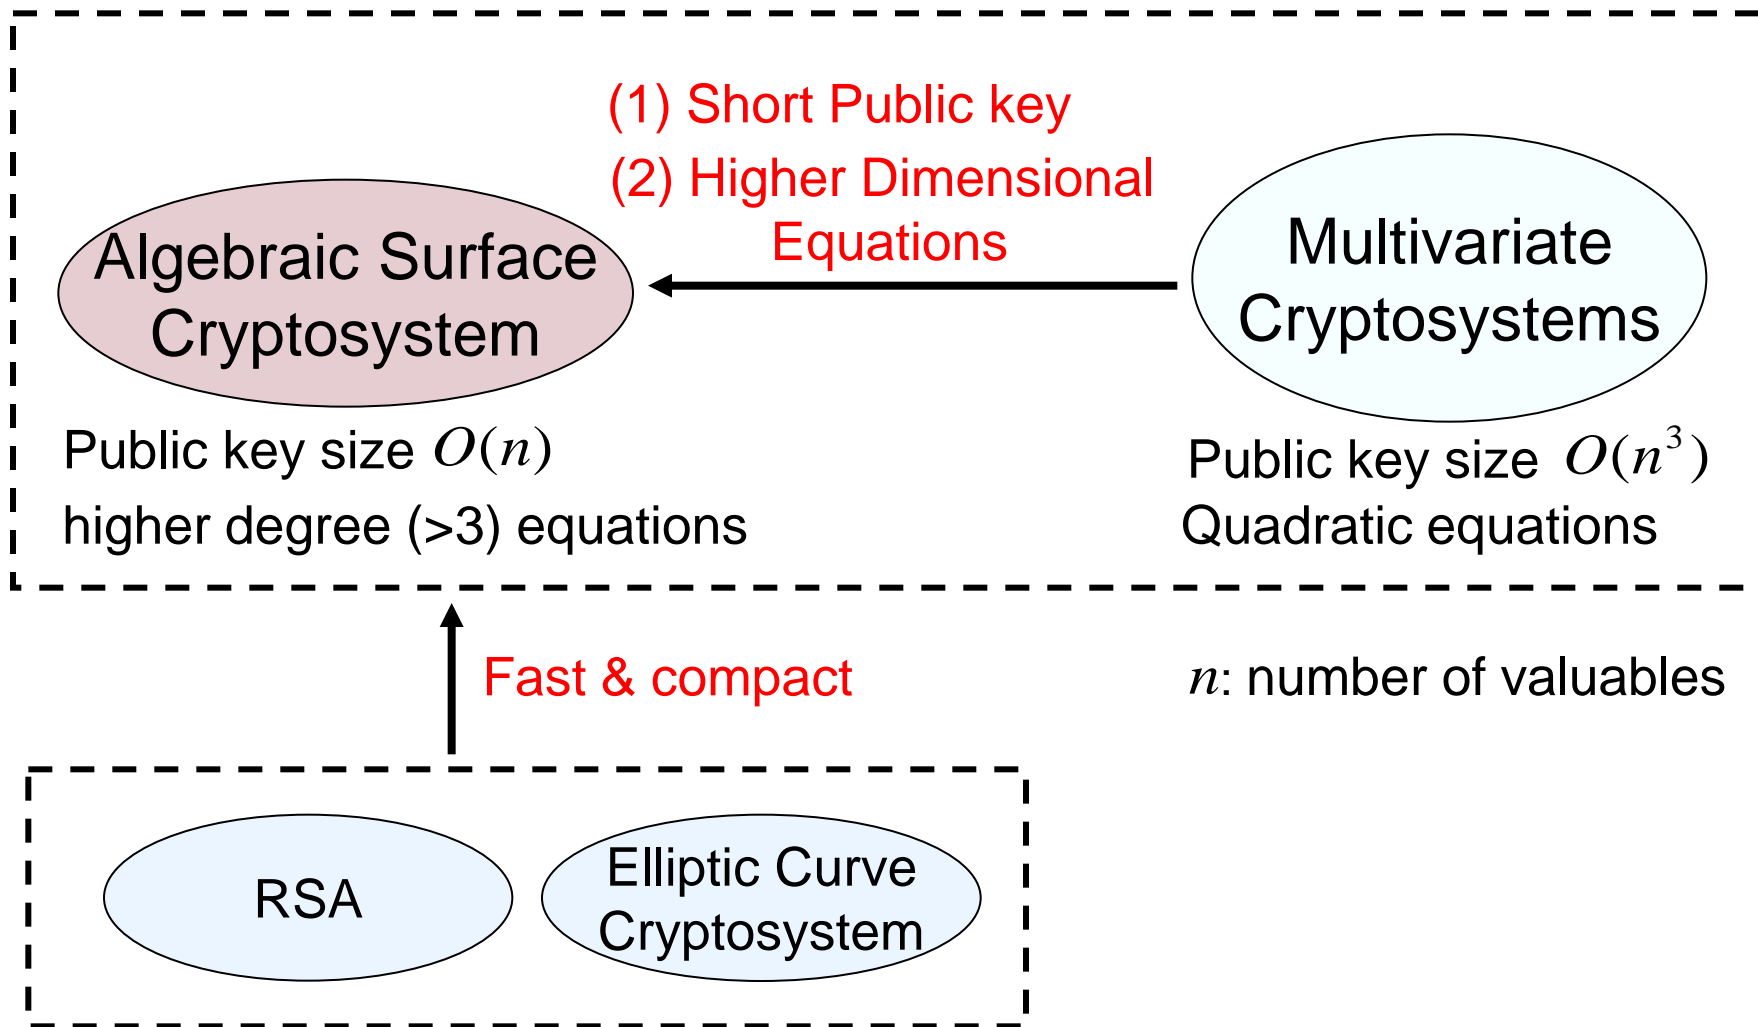 (1) Short Public key
(2) Higher Dimensional
Equations
Algebraic Surface
Cryptosystem
Multivariate
Cryptosystems
Public key size O(n)
higher degree (>3) equations
Public key size O(n³)
Quadratic equations
Fast & compact
n: number of valuables
RSA
Elliptic Curve
Cryptosystem